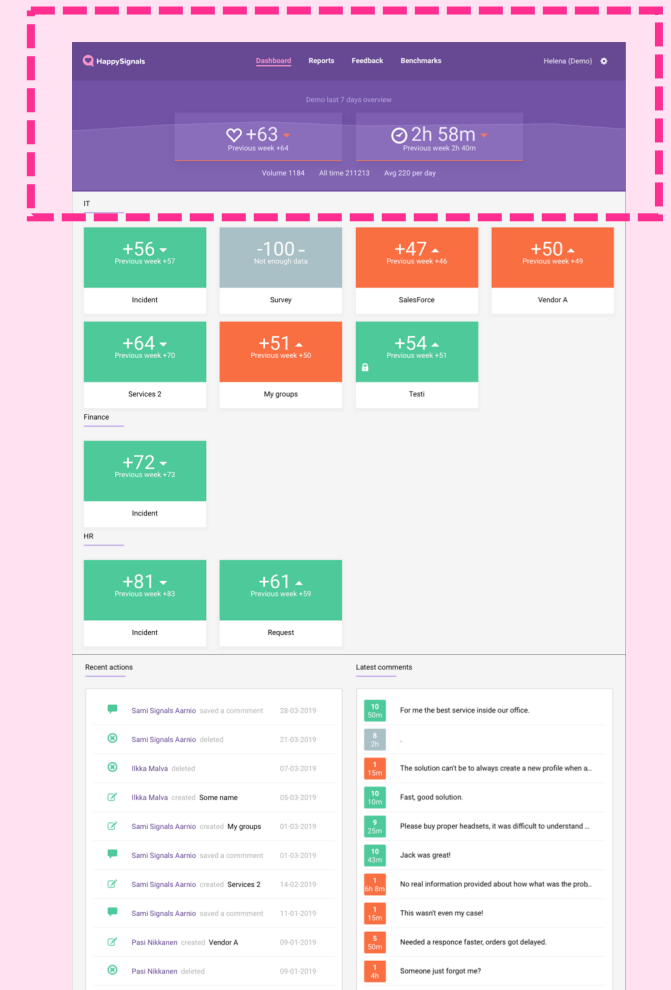 HappySignals Dashboard Reports Feedback Benchmarks Helena (Demo)
Demo last 7 days overview
+63 2h 58m
Previous week +64 Previous week 2h 40m
Volume 1184 All time 211213 Avg 220 per day
IT
+56 -100 - +47 +50
Previous week +57 Not enough data Previous week +46 Previous week +49
Incident Survey SalesForce Vendor A
+64 +51 +54
Previous week +70 Previous week +50 Previous week +51
Services 2 My groups Testi
Finance
+72
Previous week +73
Incident
HR
+81 +61
Previous week +83 Previous week +59
Incident Request
Recent actions Latest comments
Sami Signals Aarnio saved a commment 28-03-2019
10
50m
For me the best service inside our office.
Sami Signals Aarnio deleted 21-03-2019
8
2h
.
Ilkka Malva deleted 07-03-2019
1
15m
The solution can't be to always create a new profile when a...
Ilkka Malva created Some name 05-03-2019
10
10m
Fast, good solution.
Sami Signals Aarnio created My groups 01-03-2019
9
25m
Please buy proper headsets, it was difficult to understand ...
Sami Signals Aarnio saved a commment 01-03-2019
10
43m
Jack was great!
Sami Signals Aarnio created Services 2 14-02-2019
1
6h 8m
No real information provided about how what was the prob...
Sami Signals Aarnio saved a commment 11-01-2019
1
15m
This wasn't even my case!
Pasi Nikkanen created Vendor A 09-01-2019
5
50m
Needed a responce faster, orders got delayed.
Pasi Nikkanen deleted 09-01-2019
1
4h
Someone just forgot me?